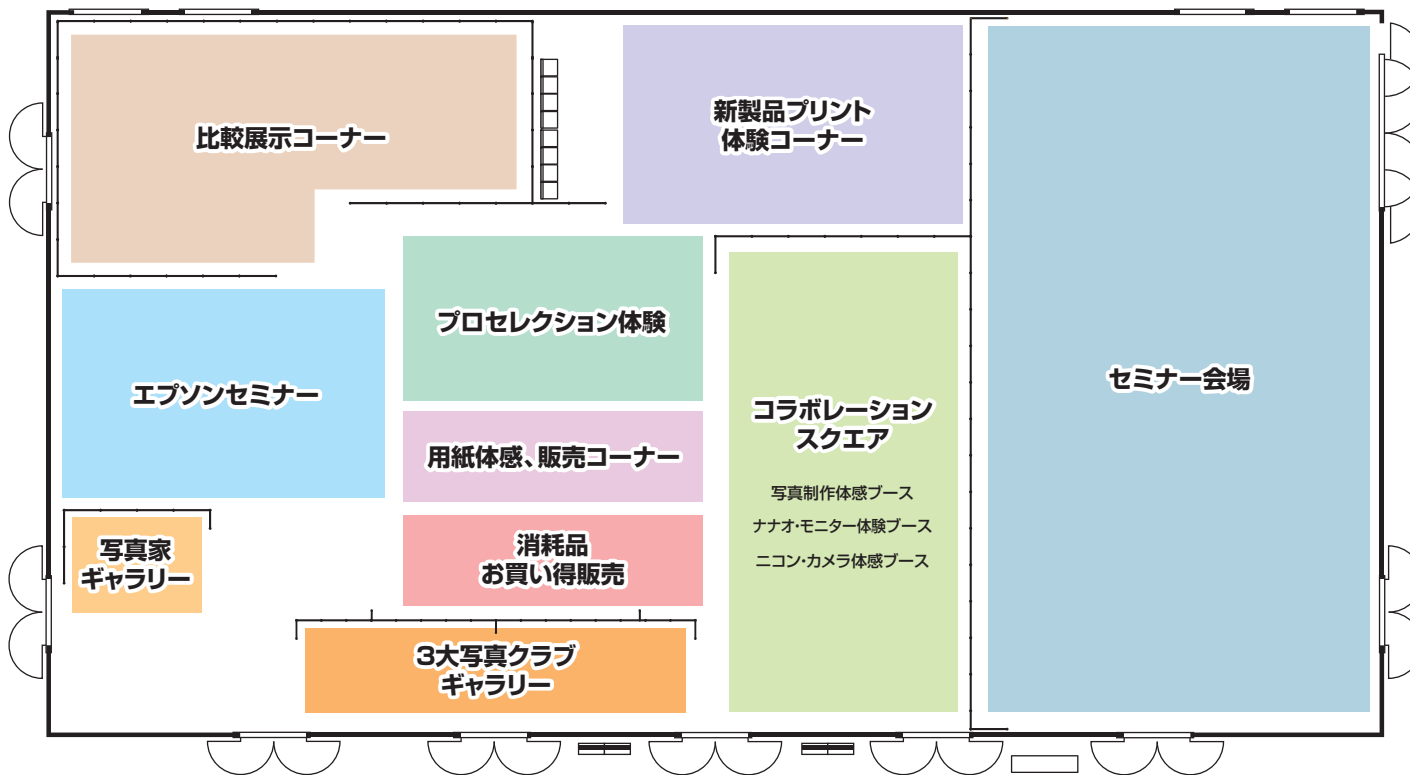 比較展示コーナー
新製品プリント
体験コーナー
プロセレクション体験
エプソンセミナー
セミナー会場
コラボレーション
スクエア
用紙体感、販売コーナー
写真制作体感ブース
ナナオ・モニター体験ブース
ニコン・カメラ体感ブース
写真家
ギャラリー
消耗品
お買い得販売
3大写真クラブ
ギャラリー